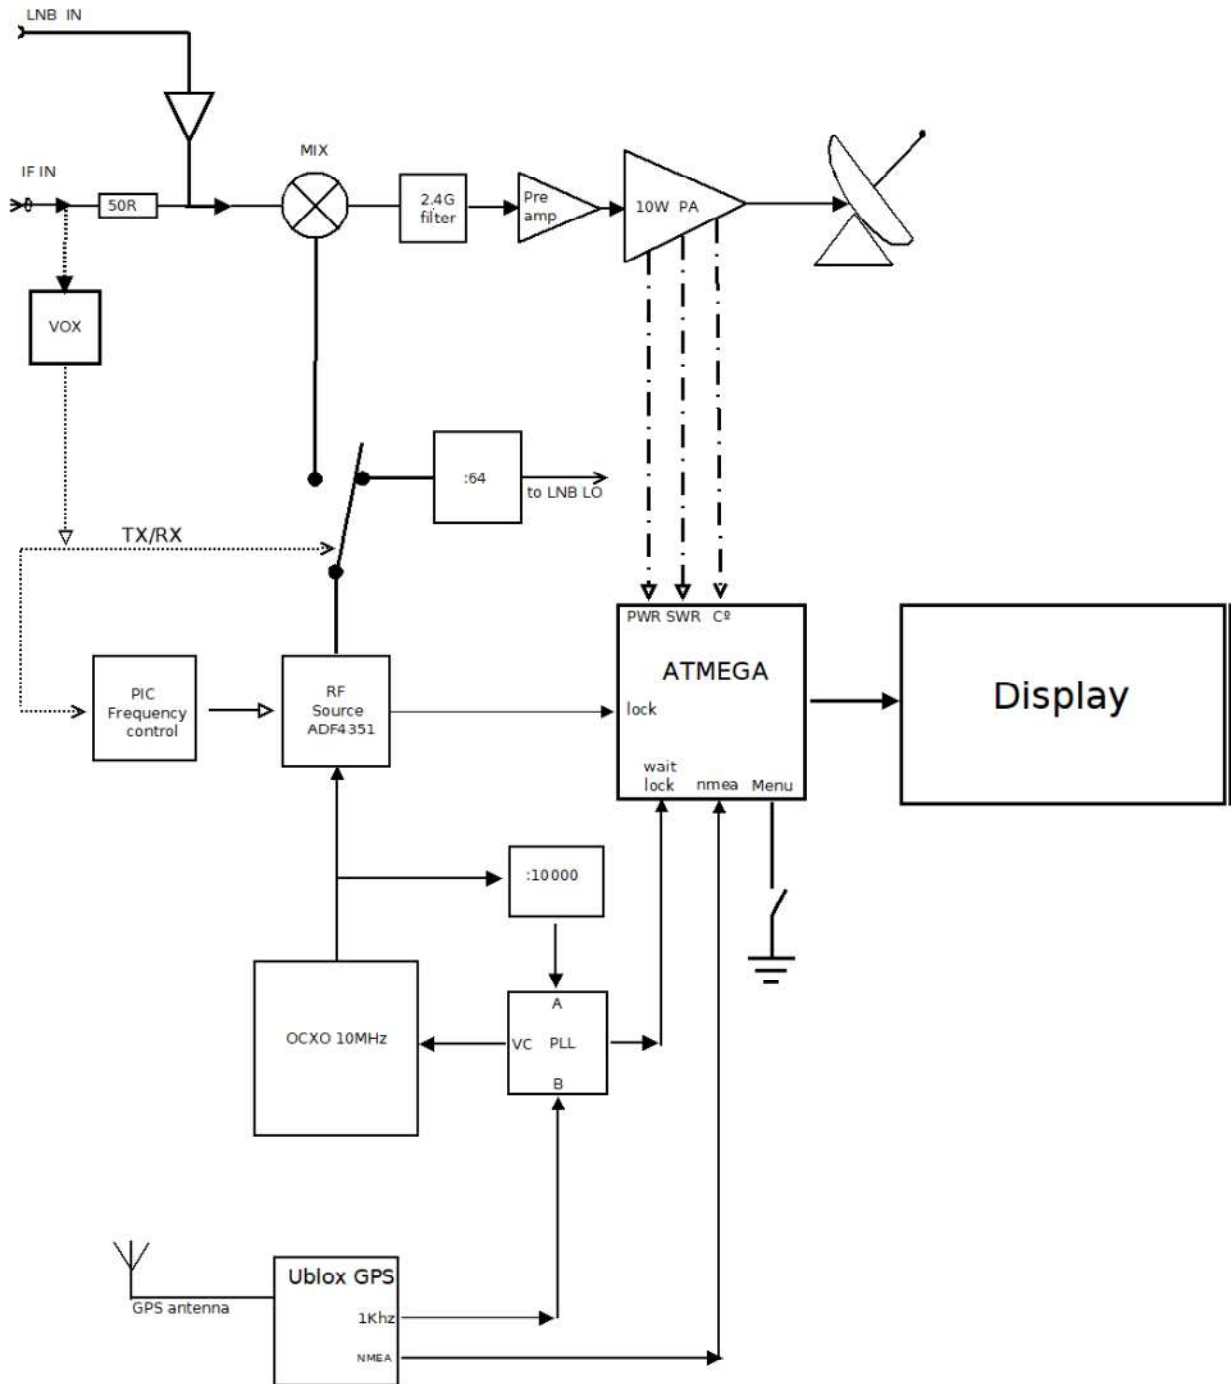 LNB IN
IF IN
50R
MIX
2.4G
filter
Pre
amp
10W PA
VOX
:64
to LNB LO
TX/RX
PWR SWR Cº
ATMEGA
lock
wait
lock
nmea
Menu
Display
PIC
Frequency
control
RF
Source
ADF4351
:10000
A
VC
PLL
B
OCXO 10MHz
Ublox GPS
1Khz
NMEA
GPS antenna